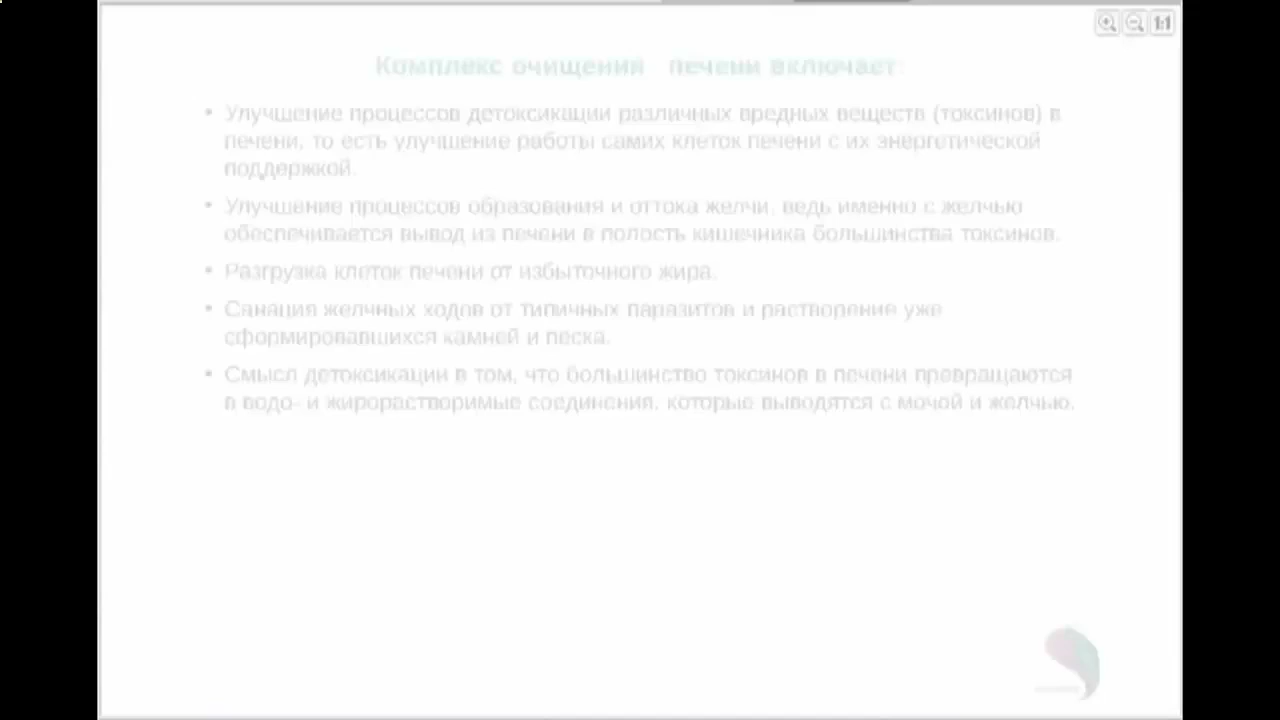 1:1
Комплекс очищения печени включает:
• Улучшение процессов детоксикации различных вредных веществ (токсинов) в
печени, то есть улучшение работы самих клеток печени с их энергетической
поддержкой.
• Улучшение процессов образования и оттока желчи, ведь именно с желчью
обеспечивается вывод из печени в полость кишечника большинства токсинов.
• Разгрузка клеток печени от избыточного жира.
• Санация желчных ходов от типичных паразитов и растворение уже
сформировавшихся камней и песка.
• Смысл детоксикации в том, что большинство токсинов в печени превращаются
в водо- и жирорастворимые соединения, которые выводятся с мочой и желчью.